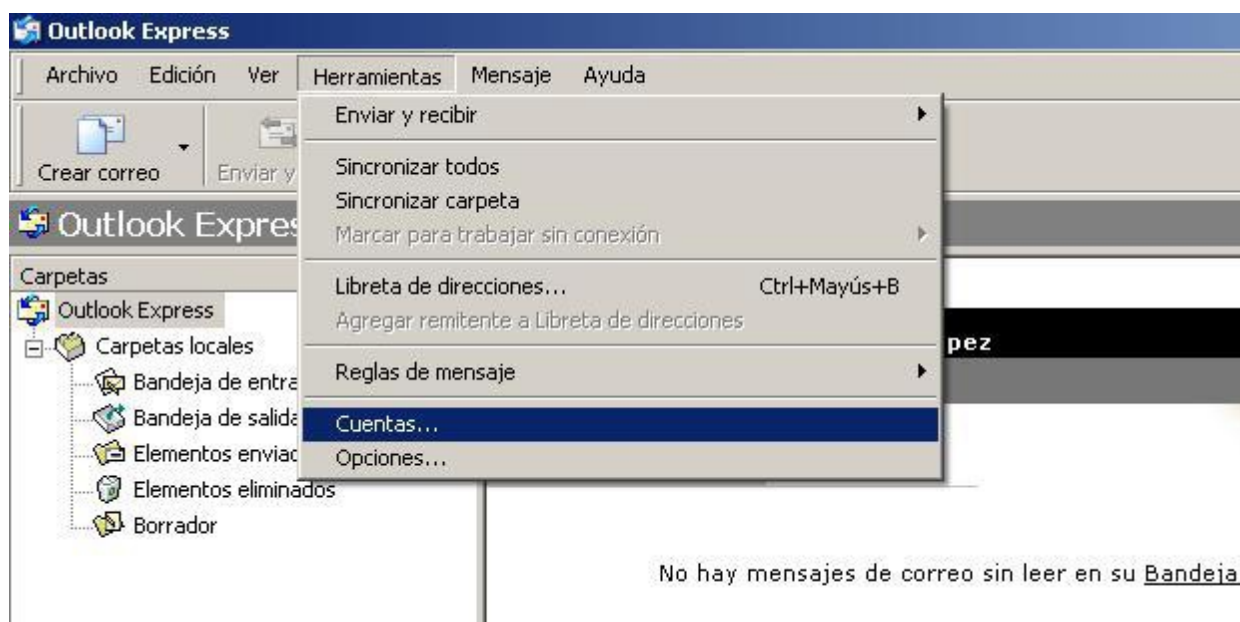 Outlook Express
Archivo Edición Ver Herramientas Mensaje Ayuda
Crear correo Enviar y
Enviar y recibir
Sincronizar todos
Sincronizar carpeta
Marcar para trabajar sin conexión
Libreta de direcciones... Ctrl+Mayús+B
Agregar remitente a Libreta de direcciones
Reglas de mensaje
Cuentas...
Opciones...
Outlook Expres
Carpetas
Outlook Express
Carpetas locales
Bandeja de entra
Bandeja de salida
Elementos enviad
Elementos eliminados
Borrador
pez
No hay mensajes de correo sin leer en su Bandeja